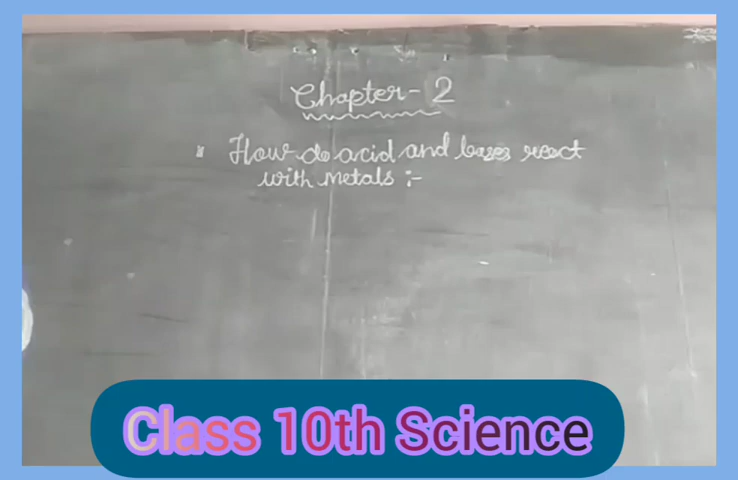 Chapter - 2
How do acid and bases react
with metals :-
Class 10th Science